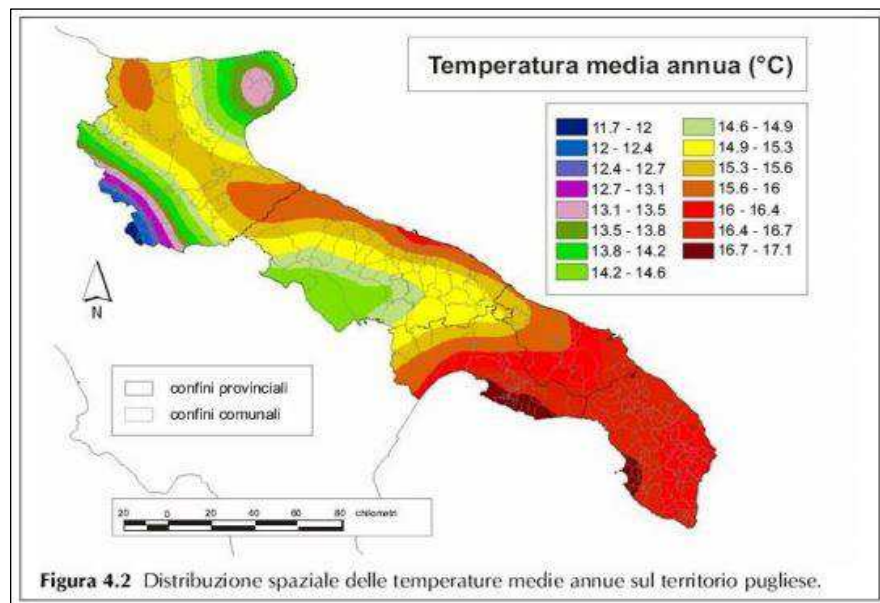 Temperatura media annua (°C)
11.7 - 12
12 - 12.4
12.4 - 12.7
12.7 - 13.1
13.1 - 13.5
13.5 - 13.8
13.8 - 14.2
14.2 - 14.6
14.6 - 14.9
14.9 - 15.3
15.3 - 15.6
15.6 - 16
16 - 16.4
16.4 - 16.7
16.7 - 17.1
N
confini provinciali
confini comunali
20 0 20 40 60 80 chilometri
Figura 4.2 Distribuzione spaziale delle temperature medie annue sul territorio pugliese.